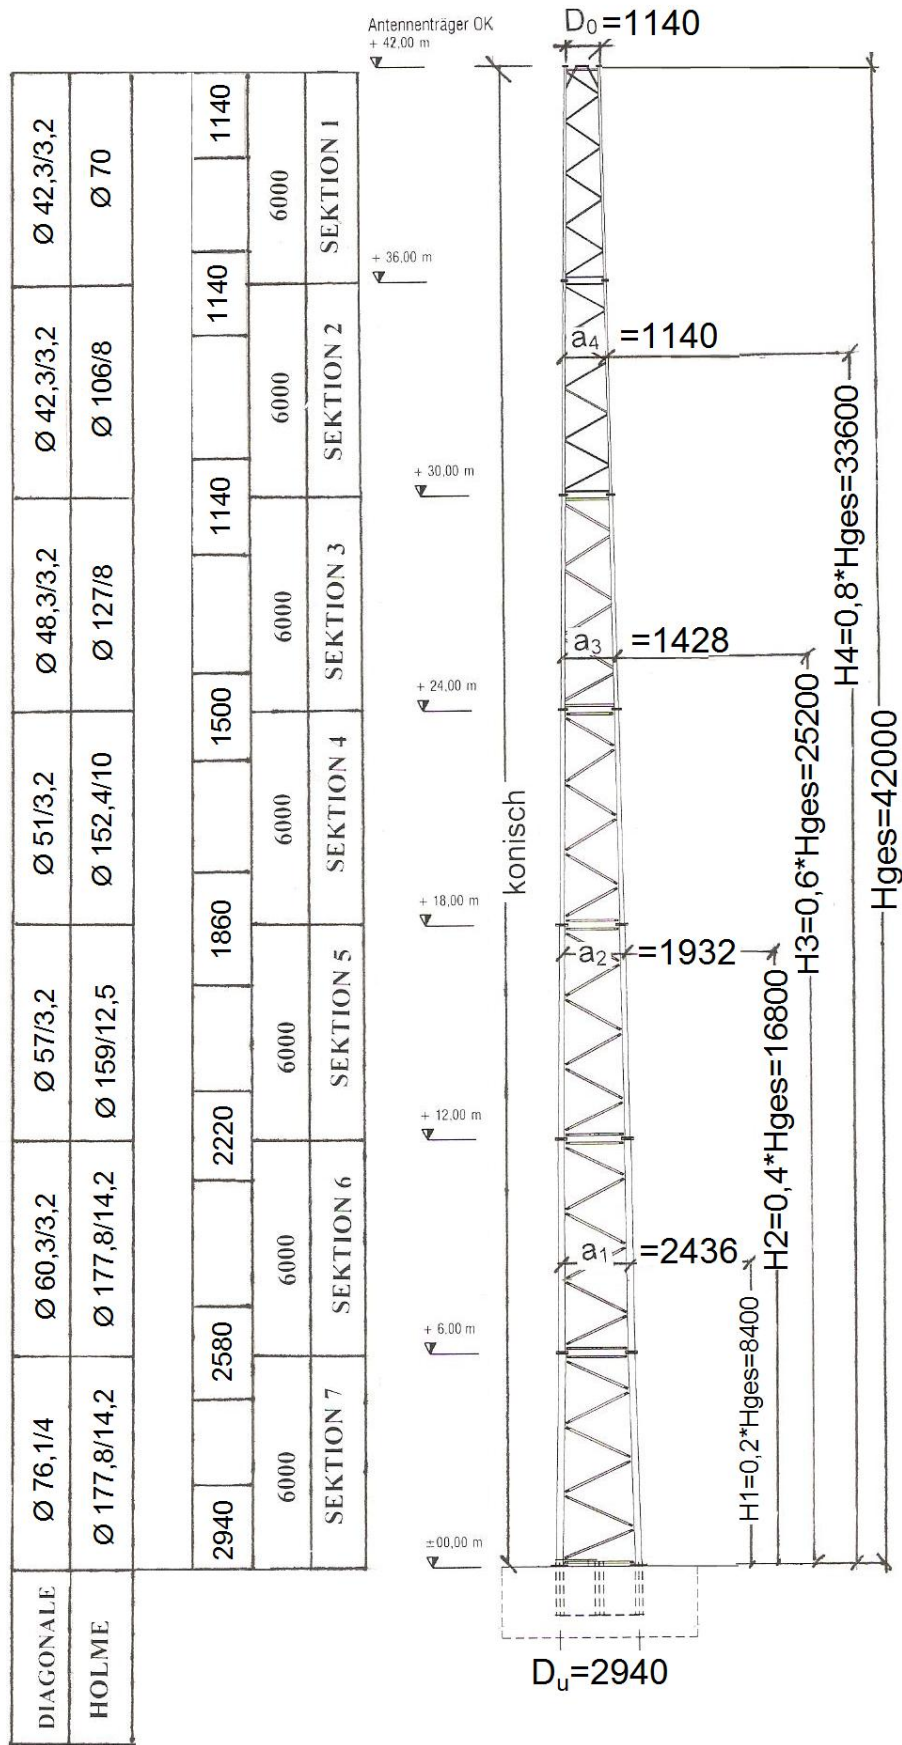 Antennenträger OK
+ 42,00 m
D0=1140
Ø 42,3/3,2
Ø 70
1140
6000
SEKTION 1
+ 36,00 m
1140
Ø 42,3/3,2
Ø 106/8
6000
SEKTION 2
a4 =1140
+ 30,00 m
1140
Ø 48,3/3,2
Ø 127/8
6000
SEKTION 3
a3 =1428
+ 24,00 m
1500
Ø 51/3,2
Ø 152,4/10
6000
SEKTION 4
konisch
+ 18,00 m
1860
Ø 57/3,2
Ø 159/12,5
6000
SEKTION 5
a2 =1932
+ 12,00 m
2220
Ø 60,3/3,2
Ø 177,8/14,2
6000
SEKTION 6
a1 =2436
+ 6,00 m
2580
Ø 76,1/4
Ø 177,8/14,2
6000
SEKTION 7
2940
±00,00 m
H1=0,2*Hges=8400
H2=0,4*Hges=16800
H3=0,6*Hges=25200
H4=0,8*Hges=33600
Hges=42000
DIAGONALE
HOLME
Du=2940